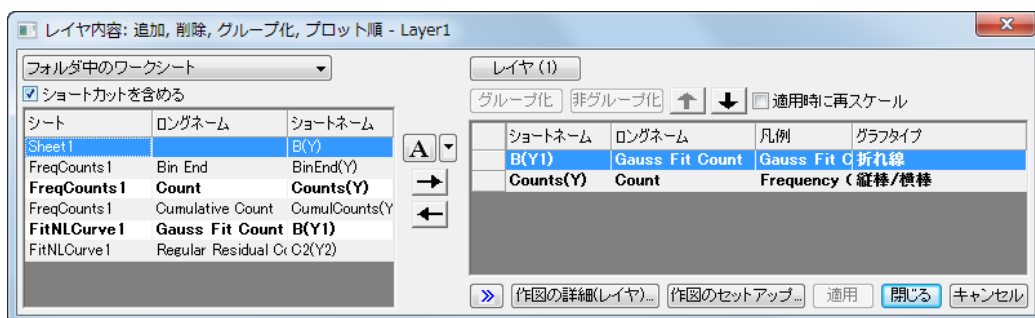 レイヤ内容: 追加, 削除, グループ化, プロット順 - Layer1
フォルダ中のワークシート
ショートカットを含める
シート ロングネーム ショートネーム
Sheet1 B(Y)
FreqCounts1 Bin End BinEnd(Y)
FreqCounts1 Count Counts(Y)
FreqCounts1 Cumulative Count CumulCounts(Y
FitNLCurve1 Gauss Fit Count B(Y1)
FitNLCurve1 Regular Residual Co C2(Y2)
A
レイヤ (1)
グループ化 非グループ化 適用時に再スケール
ショートネーム ロングネーム 凡例 グラフタイプ
B(Y1) Gauss Fit Count Gauss Fit C 折れ線
Counts(Y) Count Frequency ( 縦棒/横棒
作図の詳細(レイヤ)... 作図のセットアップ... 適用 閉じる キャンセル